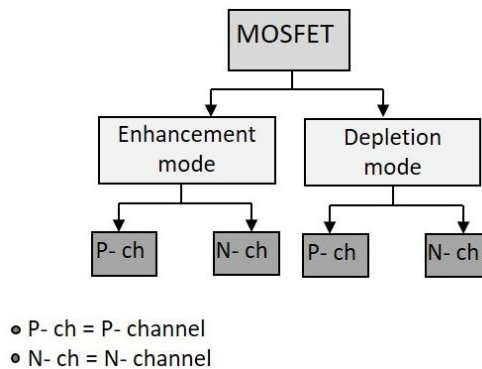 MOSFET
Enhancement
mode
Depletion
mode
P- ch
N- ch
P- ch
N- ch
P- ch = P- channel
N- ch = N- channel